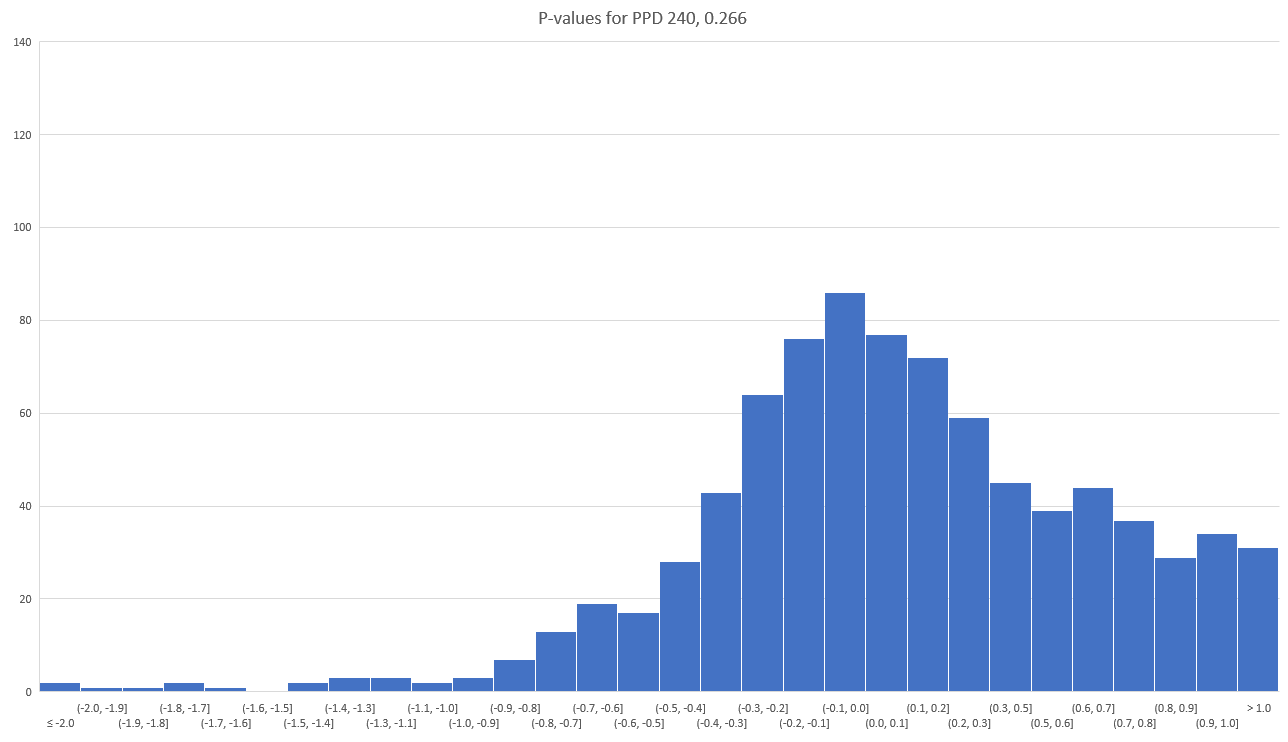 P-values for PPD 240, 0.266
140
120
100
80
60
40
20
0
(-2.0, -1.9] (-1.8, -1.7] (-1.6, -1.5] (-1.4, -1.3] (-1.1, -1.0] (-0.9, -0.8] (-0.7, -0.6] (-0.5, -0.4] (-0.3, -0.2] (-0.1, 0.0] (0.1, 0.2] (0.3, 0.5] (0.6, 0.7] (0.8, 0.9] > 1.0
≤ -2.0 (-1.9, -1.8] (-1.7, -1.6] (-1.5, -1.4] (-1.3, -1.1] (-1.0, -0.9] (-0.8, -0.7] (-0.6, -0.5] (-0.4, -0.3] (-0.2, -0.1] (0.0, 0.1] (0.2, 0.3] (0.5, 0.6] (0.7, 0.8] (0.9, 1.0]